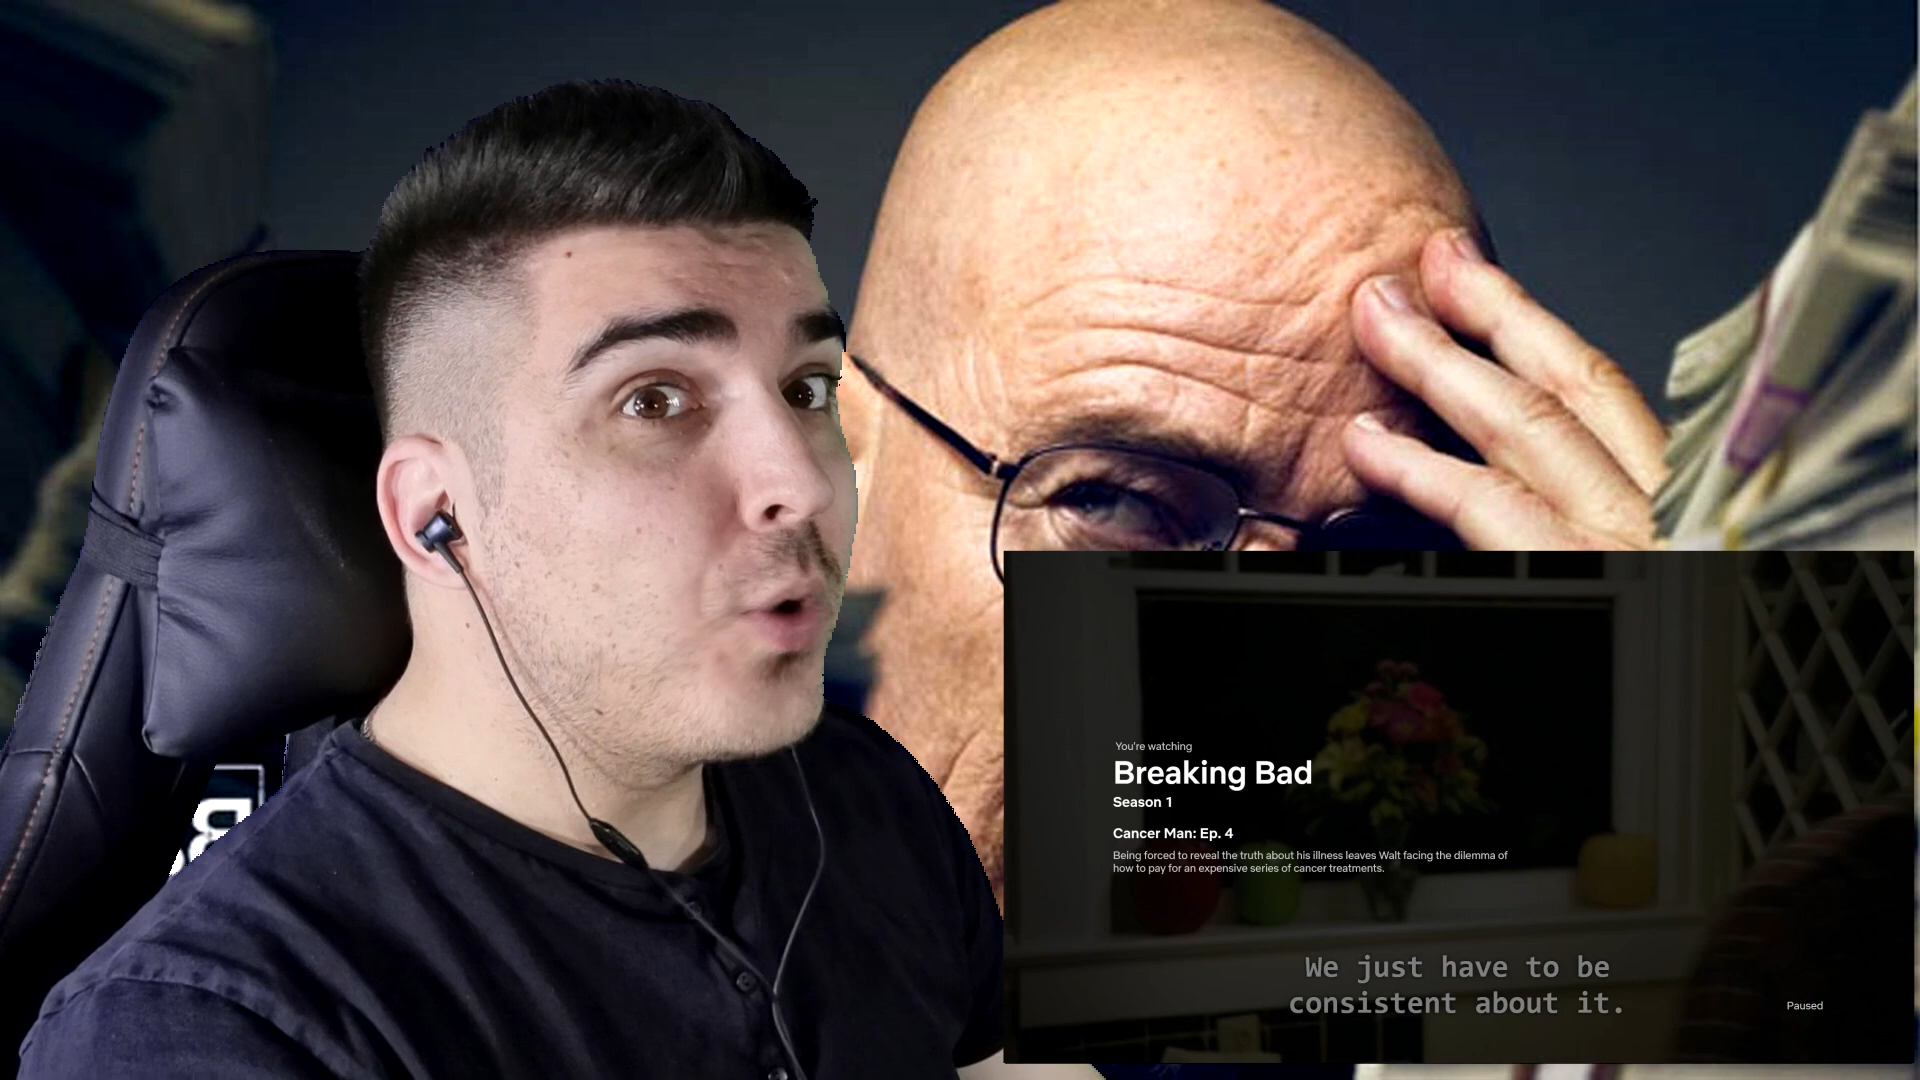 You're watching
Breaking Bad
Season 1
Cancer Man: Ep. 4
Being forced to reveal the truth about his illness leaves Walt facing the dilemma of
how to pay for an expensive series of cancer treatments.
We just have to be
consistent about it.
Paused